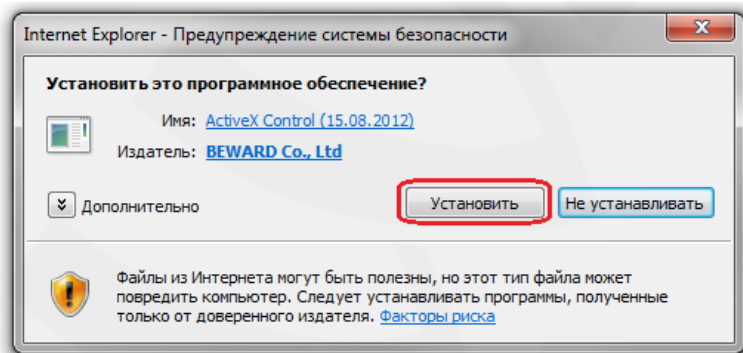 Internet Explorer - Предупреждение системы безопасности
Установить это программное обеспечение?
Имя: ActiveX Control (15.08.2012)
Издатель: BEWARD Co., Ltd
Дополнительно
Установить
Не устанавливать
Файлы из Интернета могут быть полезны, но этот тип файла может
повредить компьютер. Следует устанавливать программы, полученные
только от доверенного издателя. Факторы риска